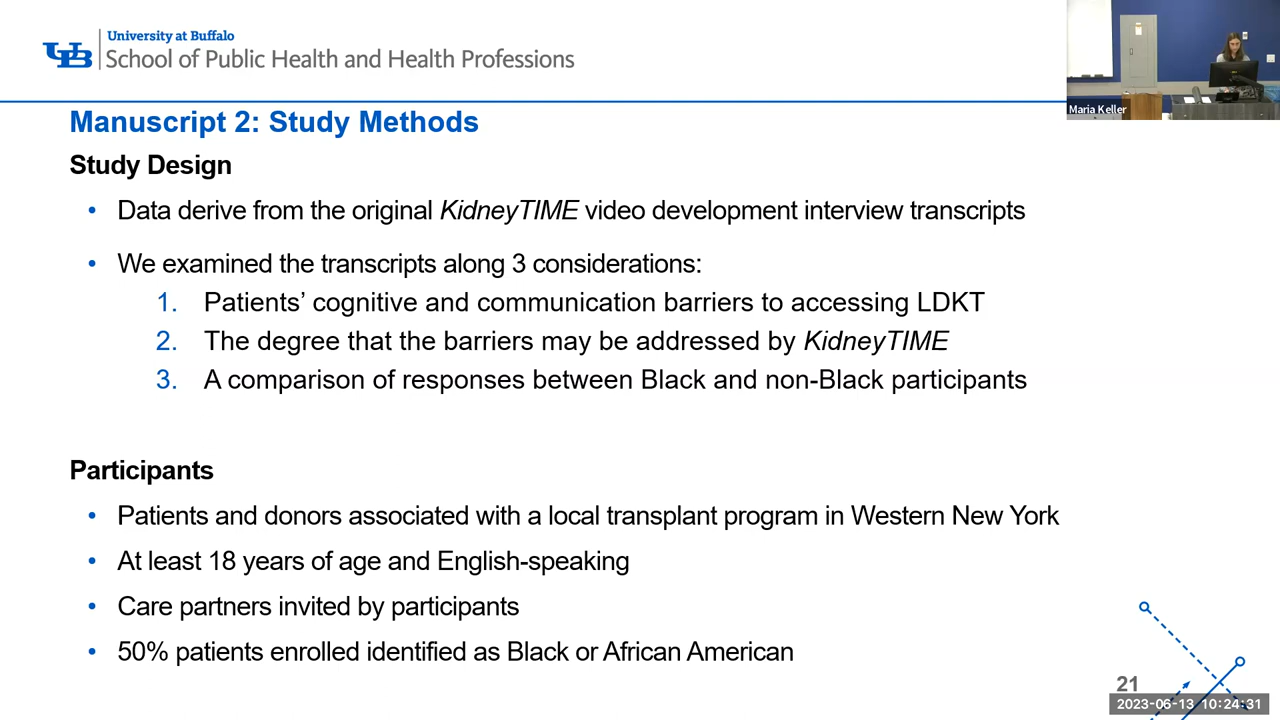 University at Buffalo
School of Public Health and Health Professions
Maria Keller
Manuscript 2: Study Methods
Study Design
• Data derive from the original KidneyTIME video development interview transcripts
• We examined the transcripts along 3 considerations:
1. Patients’ cognitive and communication barriers to accessing LDKT
2. The degree that the barriers may be addressed by KidneyTIME
3. A comparison of responses between Black and non-Black participants
Participants
• Patients and donors associated with a local transplant program in Western New York
• At least 18 years of age and English-speaking
• Care partners invited by participants
• 50% patients enrolled identified as Black or African American
21
2023-06-13 10:24:31